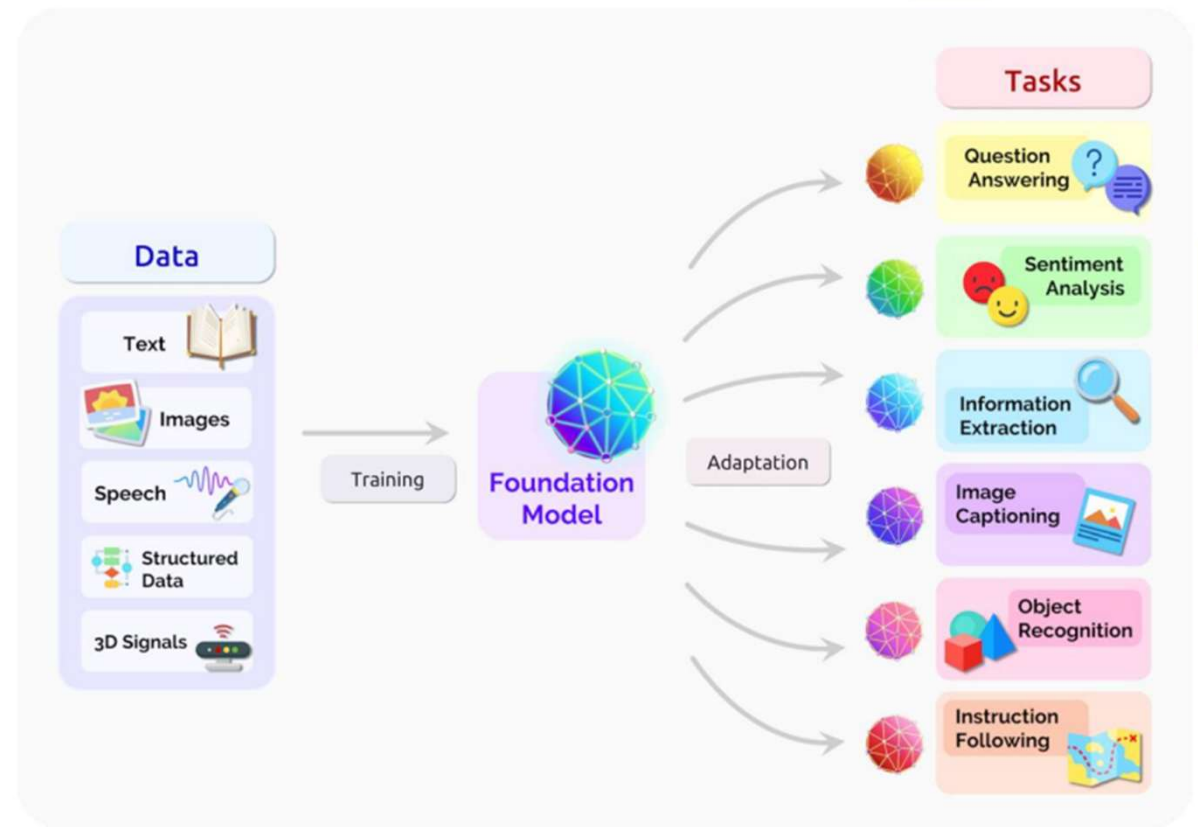 Data
Text
Images
Speech
Structured
Data
3D Signals
Training
Foundation
Model
Adaptation
Tasks
Question
Answering
Sentiment
Analysis
Information
Extraction
Image
Captioning
Object
Recognition
Instruction
Following